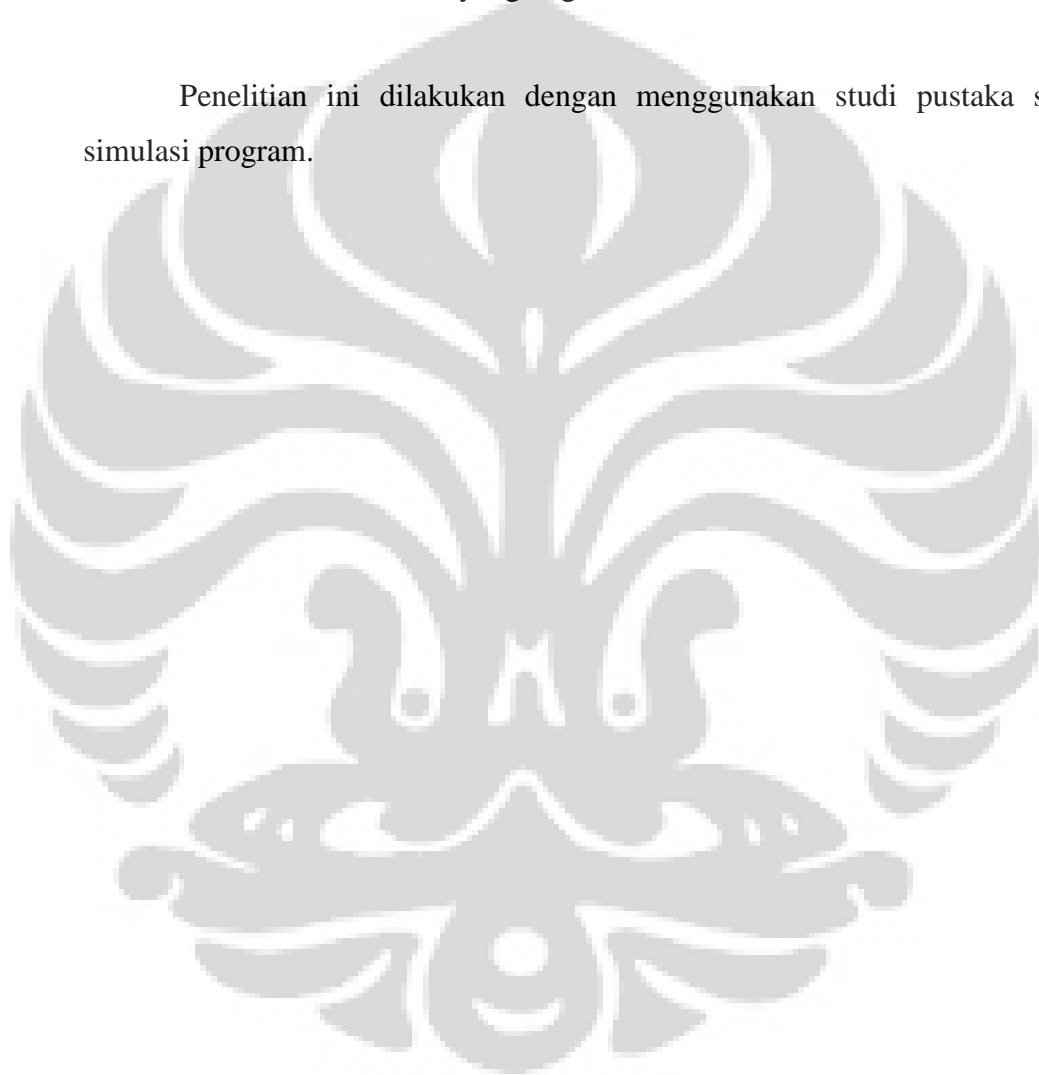 Penelitian ini dilakukan dengan menggunakan studi pustaka
simulasi program.